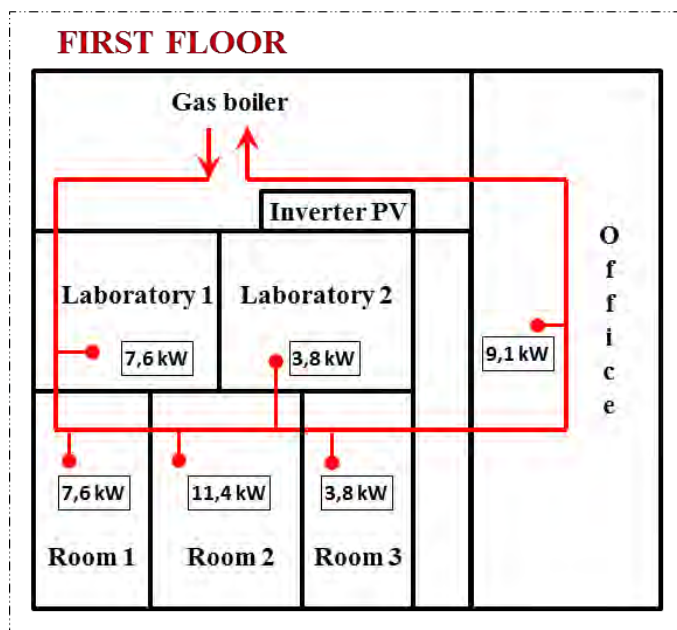 FIRST FLOOR
Gas boiler
Inverter PV
Laboratory 1
Laboratory 2
7,6 kW
3,8 kW
9,1 kW
Office
7,6 kW
11,4 kW
3,8 kW
Room 1
Room 2
Room 3